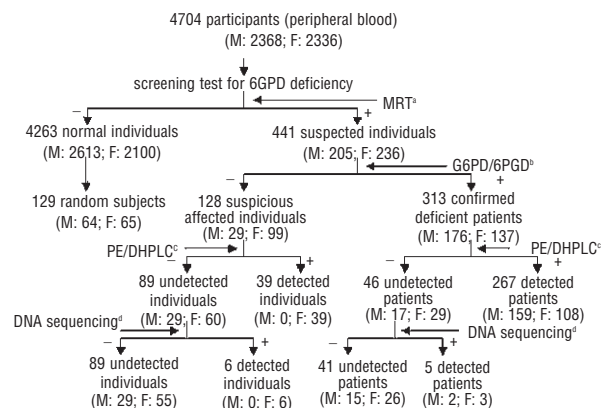 4704 participants (peripheral blood)
(M: 2368; F: 2336)
screening test for 6GPD deficiency
MRTa
− +
4263 normal individuals
(M: 2613; F: 2100)
441 suspected individuals
(M: 205; F: 236)
G6PD/6PGDb
− +
129 random subjects
(M: 64; F: 65)
128 suspicious
affected individuals
(M: 29; F: 99)
313 confirmed
deficient patients
(M: 176; F: 137)
PE/DHPLCc
− +
PE/DHPLCc
− +
89 undetected
individuals
(M: 29; F: 60)
39 detected
individuals
(M: 0; F: 39)
46 undetected
patients
(M: 17; F: 29)
267 detected
patients
(M: 159; F: 108)
DNA sequencingd
− +
DNA sequencingd
− +
89 undetected
individuals
(M: 29; F: 55)
6 detected
individuals
(M: 0; F: 6)
41 undetected
patients
(M: 15; F: 26)
5 detected
patients
(M: 2; F: 3)